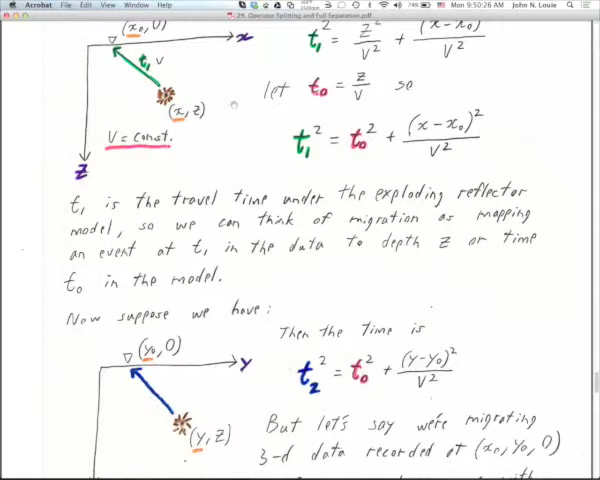 Acrobat File Edit View Window Help
74% Mon 9:50:26 AM John N. Louie
29. Operator Splitting and Full Separation.pdf
(x₀, 0)
x
t₁² = z²/V² + (x-x₀)²/V²
t₁ V
let t₀ = z/V so
(x, z)
V = const.
t₁² = t₀² + (x-x₀)²/V²
z
t₁ is the travel time under the exploding reflector
model, so we can think of migration as mapping
an event at t₁ in the data to depth z or time
t₀ in the model.
Now suppose we have:
Then the time is
(y₀, 0)
y
t₂² = t₀² + (y-y₀)²/V²
(y, z)
But let's say we're migrating
3-d data recorded at (x₀, y₀, 0)